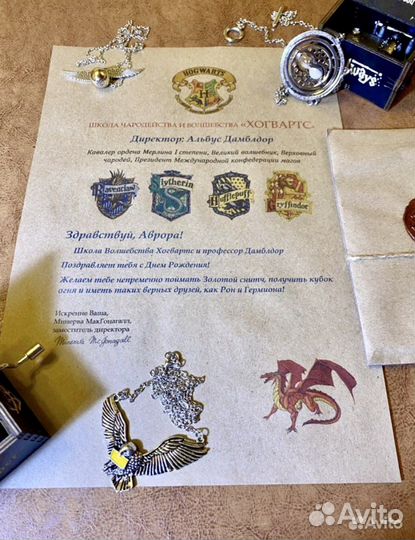 HOGWARTS
ШКОЛА ЧАРОДЕЙСТВА И ВОЛШЕБСТВА «ХОГВАРТС»
Директор: Альбус Дамблдор
Кавалер ордена Мерлина I степени, Великий волшебник, Верховный
чародей, Президент Международной конфедерации магов
Ravenclaw
Slytherin
Hufflepuff
Gryffindor
Здравствуй, Аврора!
Школа Волшебства Хогвартс и профессор Дамблдор
Поздравляет тебя с Днем Рождения!
Желаем тебе непременно поймать Золотой снитч, получить кубок
огня и иметь таких верных друзей, как Рон и Гермиона!
Искренне Ваша,
Минерва МакГонагалл,
заместитель директора
Minerva McGonagall
Avito